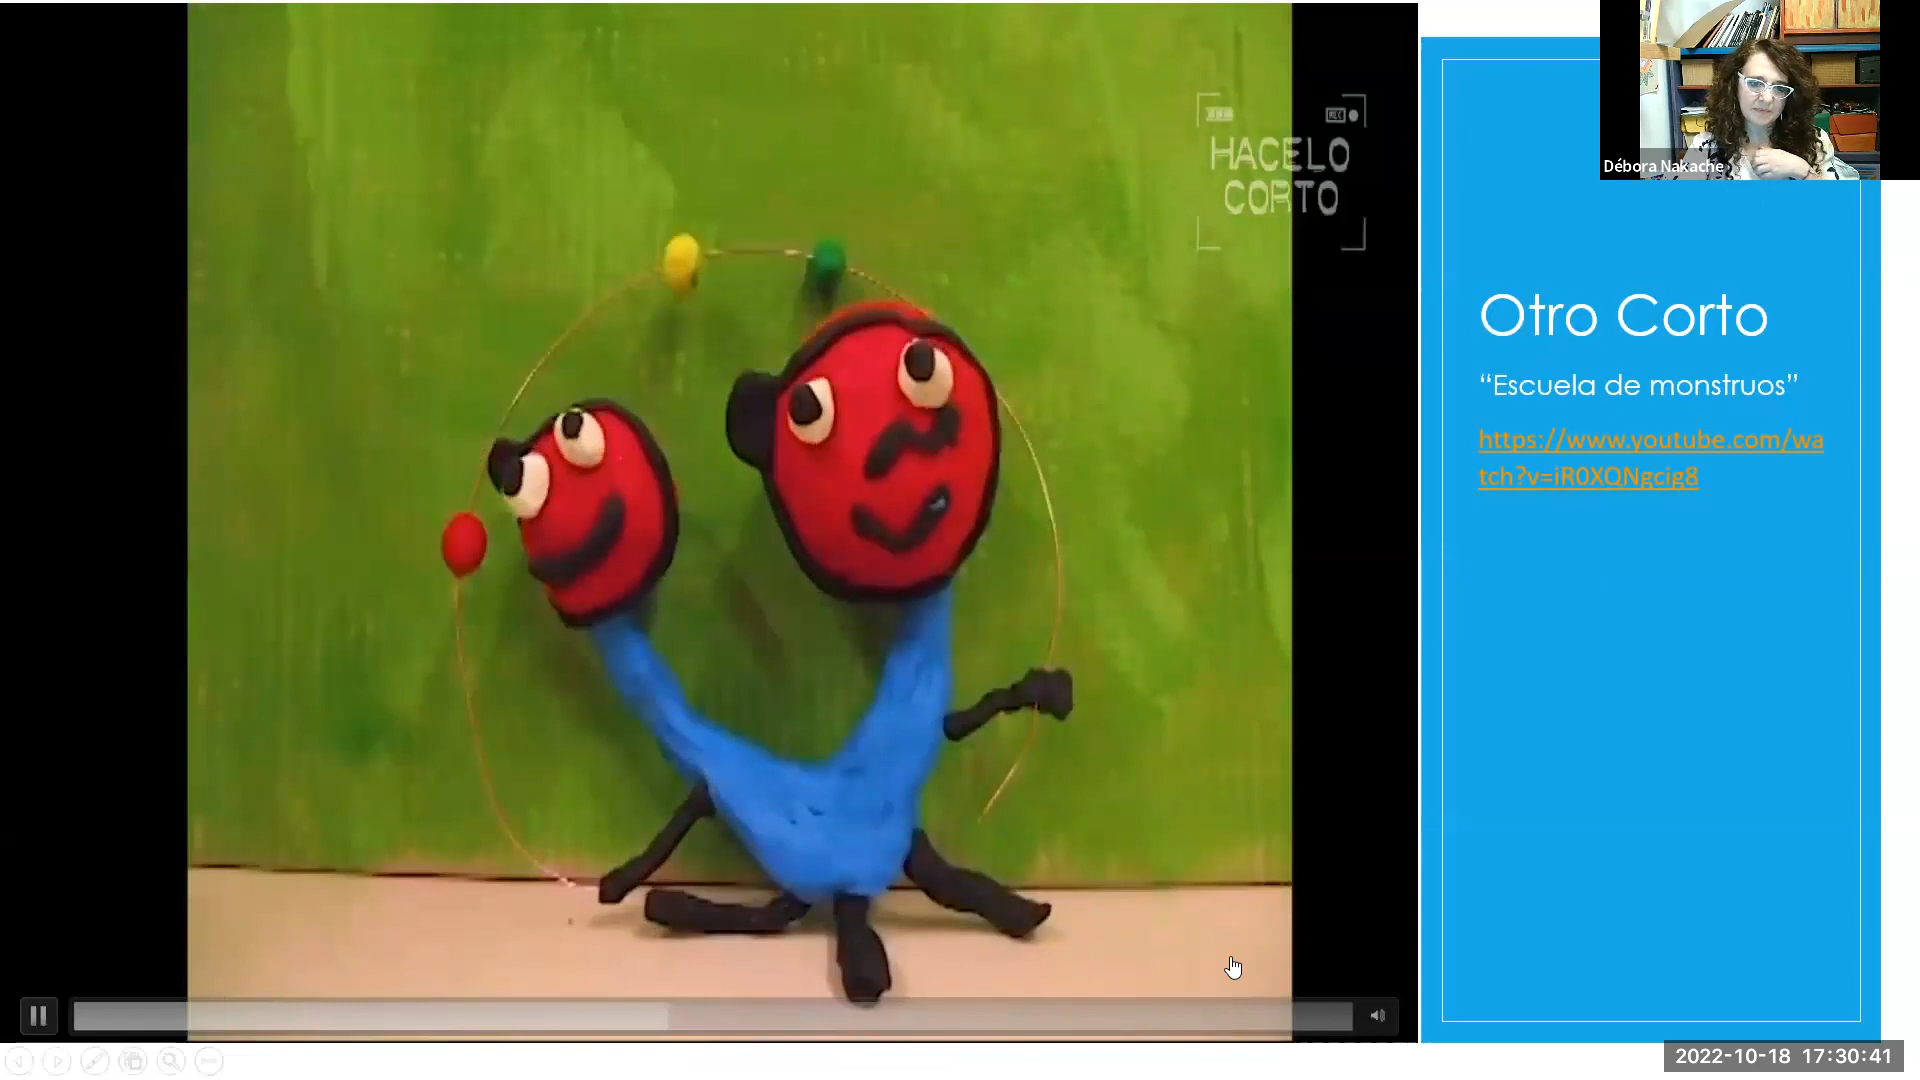 HACELO
CORTO
Débora Nakache
Otro Corto
“Escuela de monstruos”
https://www.youtube.com/wa
tch?v=iR0XQNgcig8
2022-10-18 17:30:41